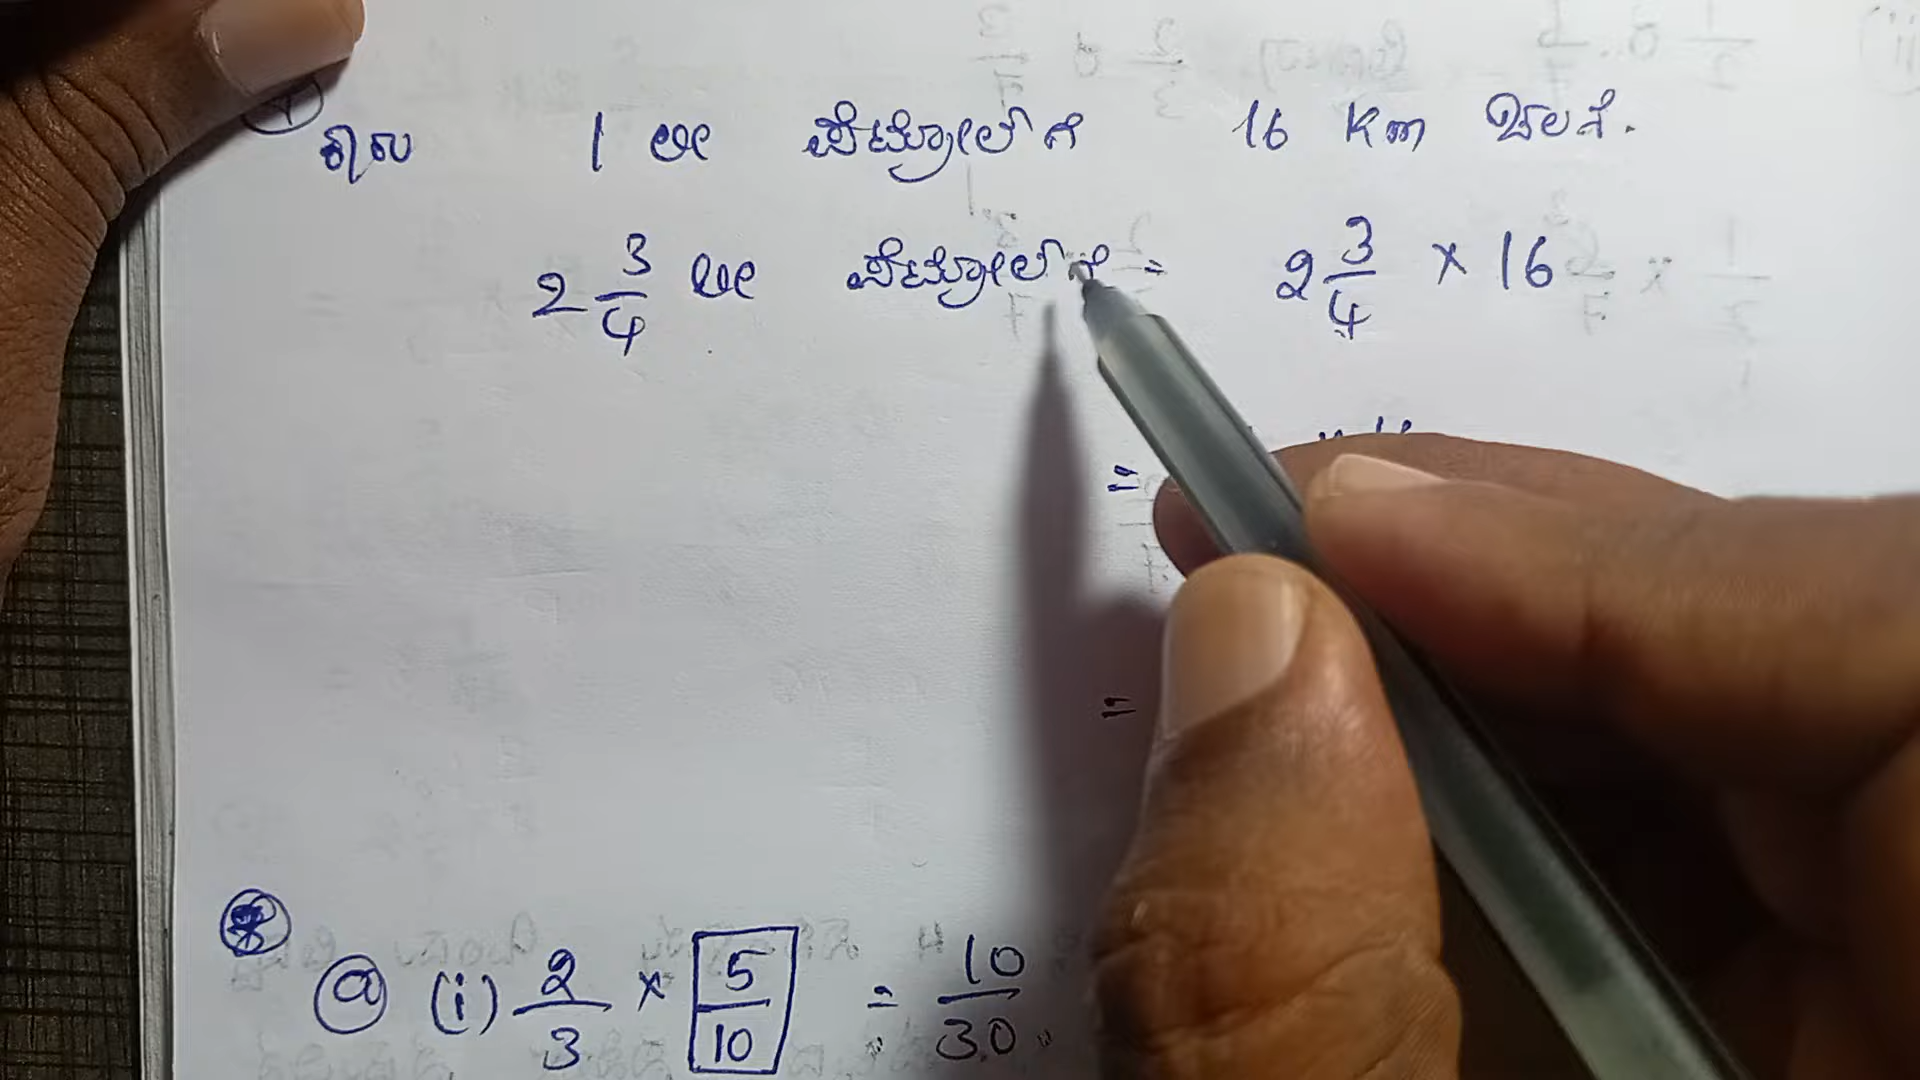 1 ಲೀ ಪೆಟ್ರೋಲ್ ಗೆ 16 Km ಚಲನೆ.
2 3/4 ಲೀ ಪೆಟ್ರೋಲ್ ಗೆ = 2 3/4 × 16
=
=
(a) (i) 2/3 × 5/10 = 10/30.